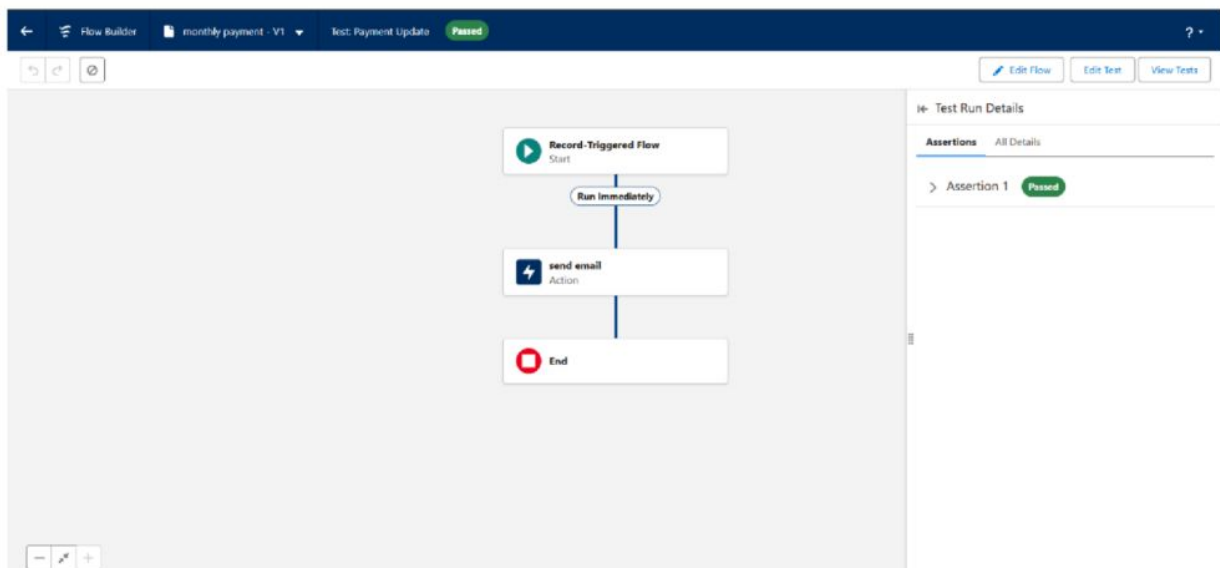 Flow Builder monthly payment - V1 Test: Payment Update Passed ?
Edit Flow Edit Test View Tests
Test Run Details
Assertions All Details
Assertion 1 Passed
Record-Triggered Flow
Start
Run Immediately
send email
Action
End